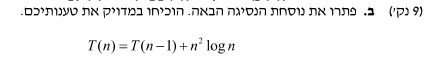 (9 נק') ב. פתרו את נוסחת הנסיגה הבאה. הוכיחו במדויק את טענותיכם.
T(n) = T(n−1) + n² log n